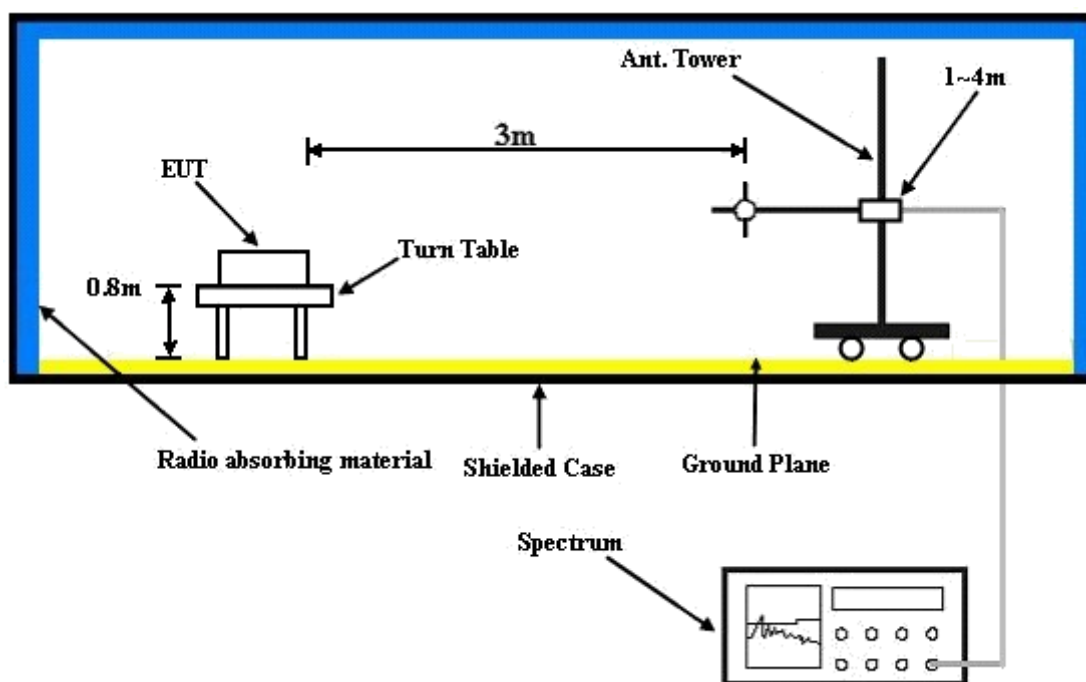 Ant. Tower
1~4m
3m
EUT
Turn Table
0.8m
Radio absorbing material
Shielded Case
Ground Plane
Spectrum